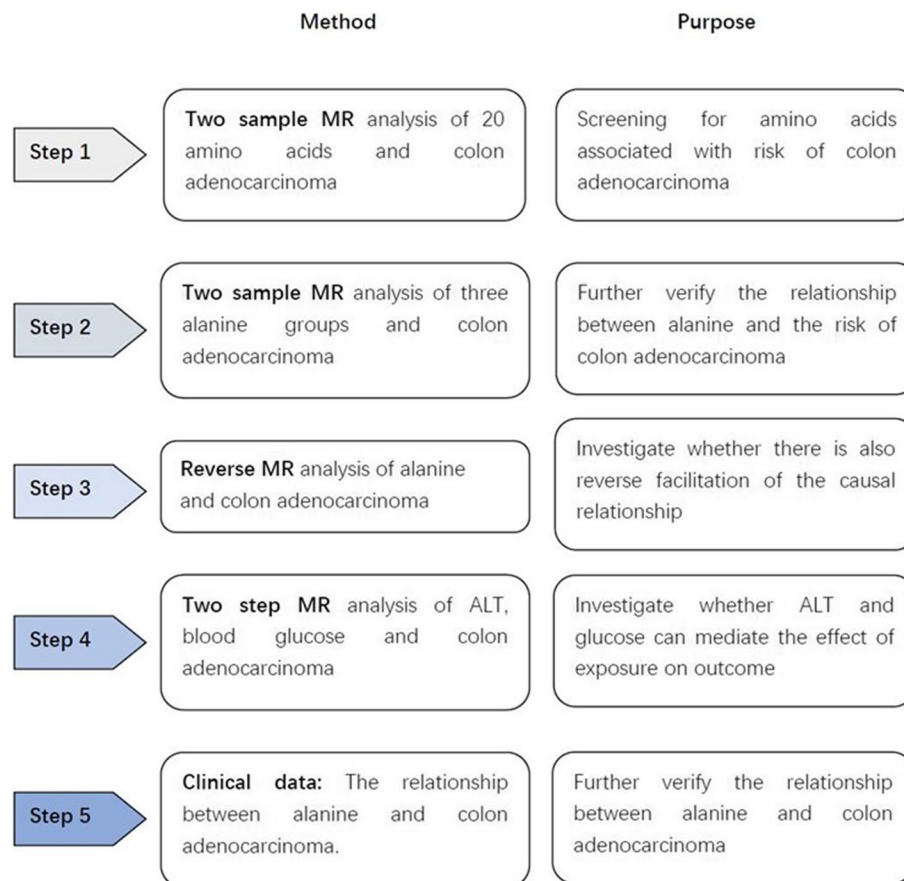 Method
Purpose
Step 1
Two sample MR analysis of 20
amino acids and colon
adenocarcinoma
Screening for amino acids
associated with risk of colon
adenocarcinoma
Step 2
Two sample MR analysis of three
alanine groups and colon
adenocarcinoma
Further verify the relationship
between alanine and the risk of
colon adenocarcinoma
Step 3
Reverse MR analysis of alanine
and colon adenocarcinoma
Investigate whether there is also
reverse facilitation of the causal
relationship
Step 4
Two step MR analysis of ALT,
blood glucose and colon
adenocarcinoma
Investigate whether ALT and
glucose can mediate the effect of
exposure on outcome
Step 5
Clinical data: The relationship
between alanine and colon
adenocarcinoma.
Further verify the relationship
between alanine and colon
adenocarcinoma